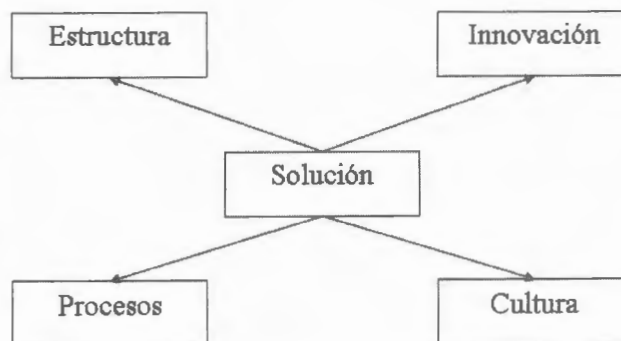 Estructura
Innovación
Solución
Procesos
Cultura